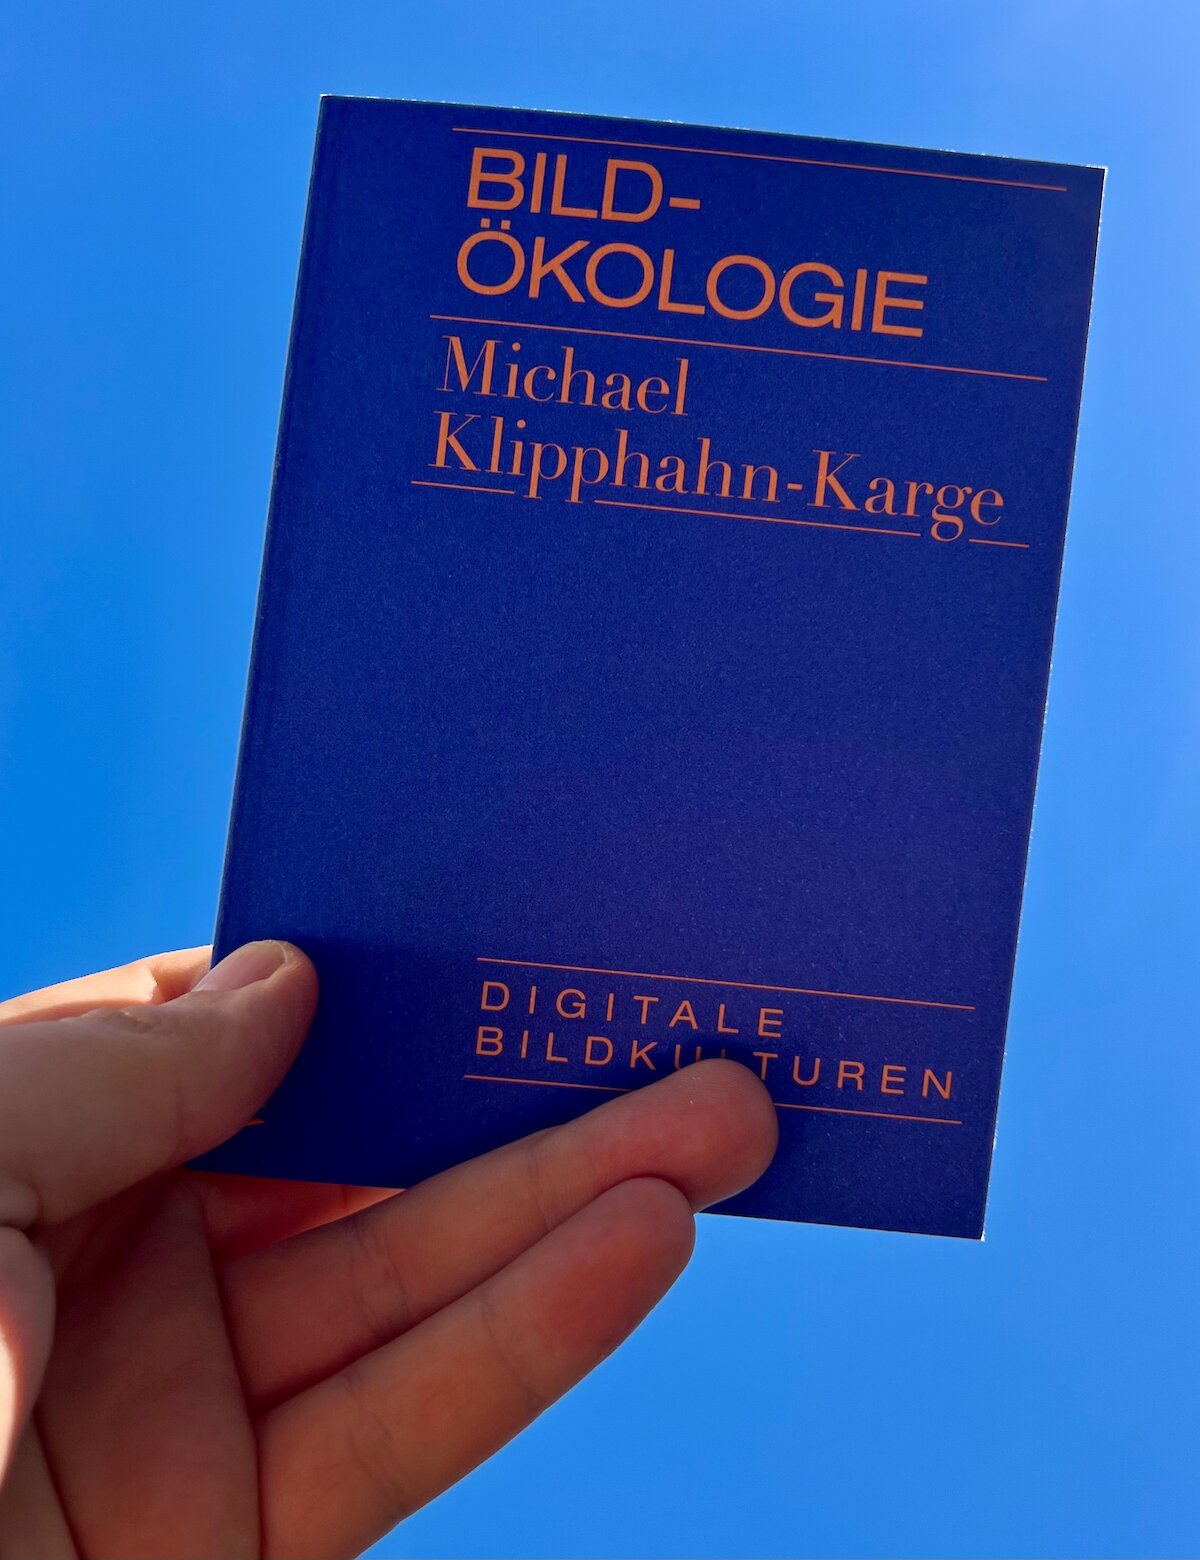 BILD-
ÖKOLOGIE
Michael
Klipphahn-Karge
DIGITALE
BILDKULTUREN